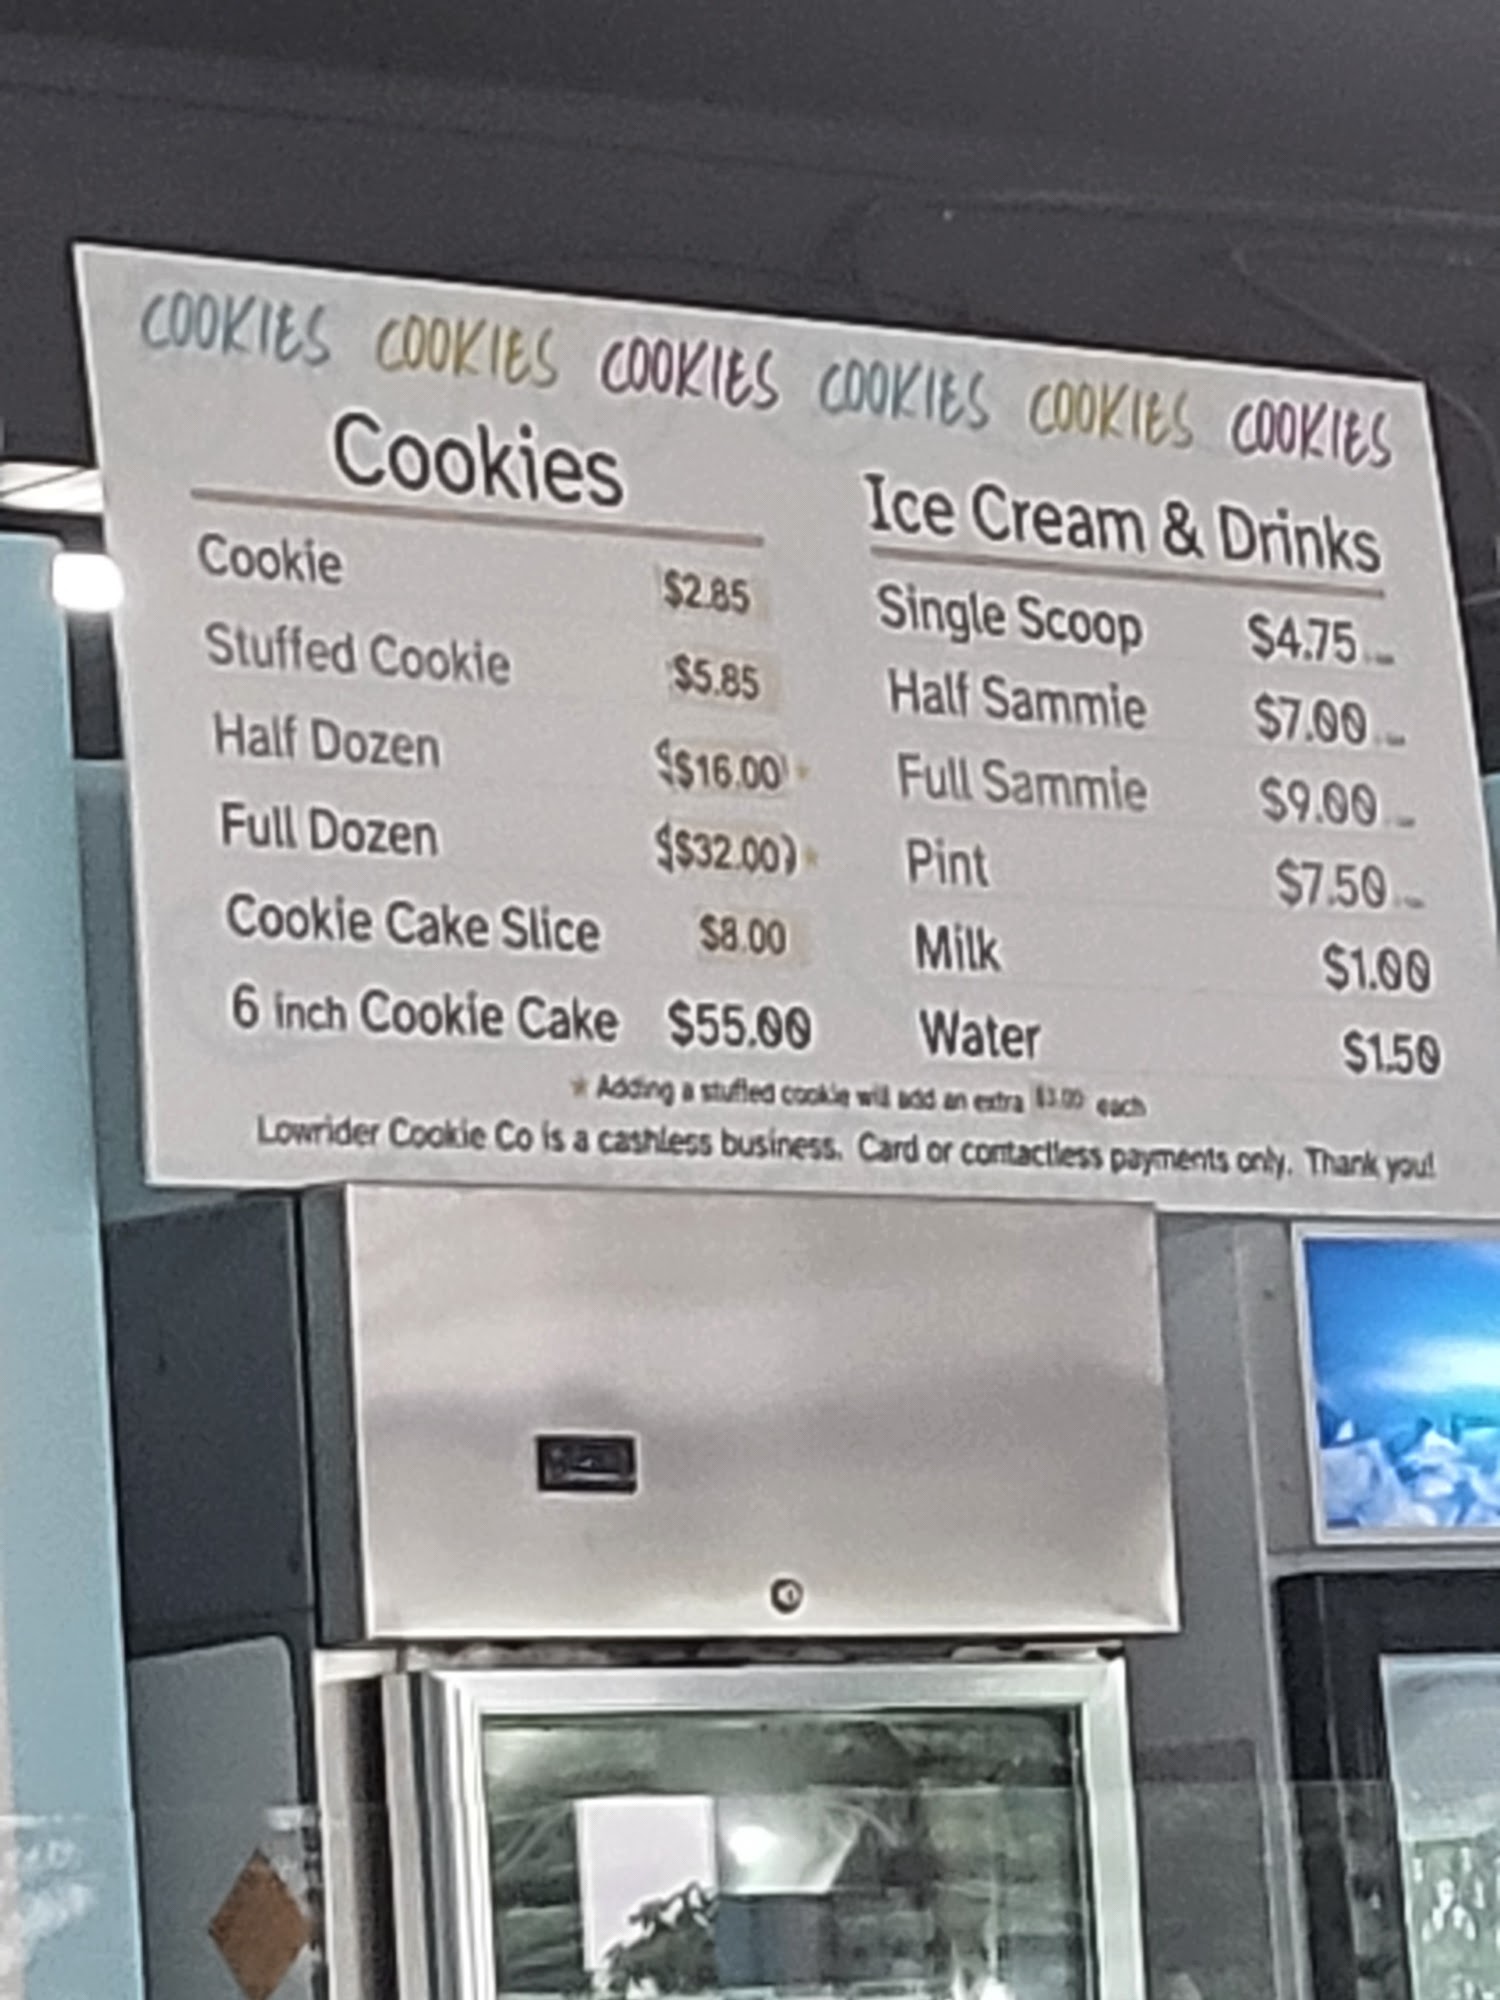 COOKIES COOKIES COOKIES COOKIES COOKIES COOKIES
Cookies
Cookie $2.85
Stuffed Cookie $5.85
Half Dozen $16.00 *
Full Dozen $32.00 *
Cookie Cake Slice $8.00
6 inch Cookie Cake $55.00
Ice Cream & Drinks
Single Scoop $4.75
Half Sammie $7.00
Full Sammie $9.00
Pint $7.50
Milk $1.00
Water $1.50
* Adding a stuffed cookie will add an extra $3.00 each
Lowrider Cookie Co is a cashless business. Card or contactless payments only. Thank you!